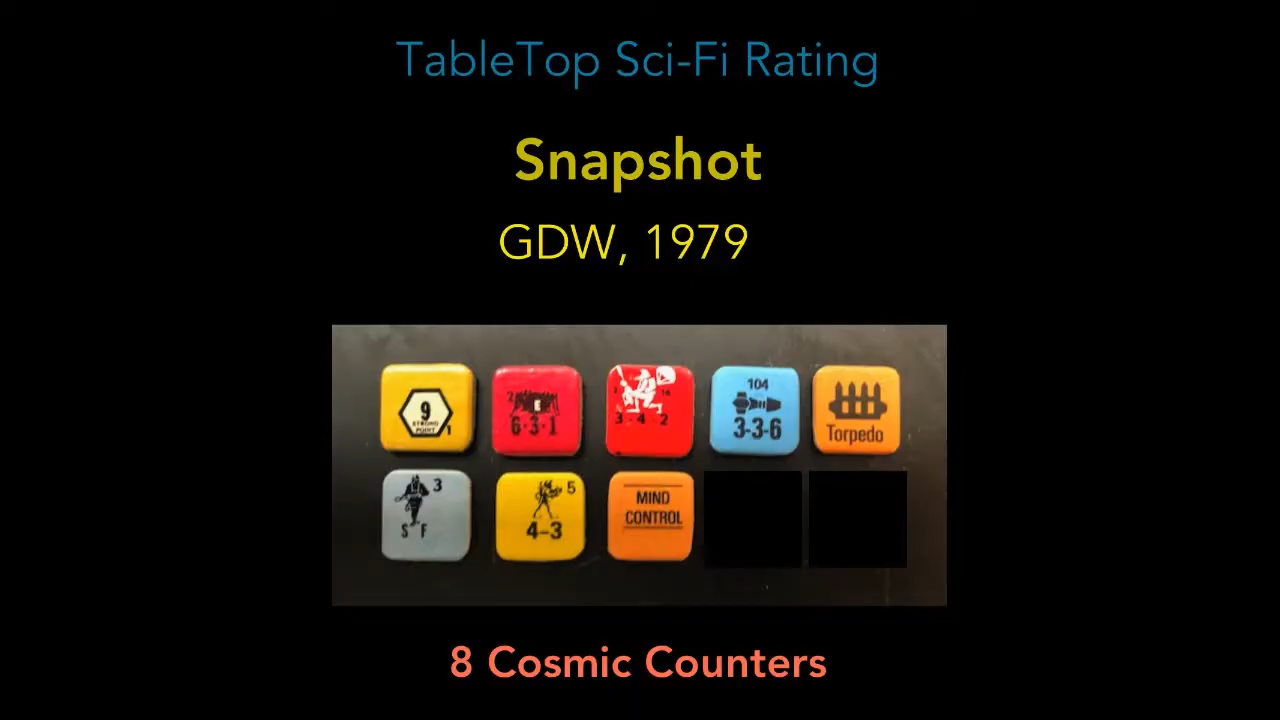 TableTop Sci-Fi Rating
Snapshot
GDW, 1979
9
STRONG
POINT
1
2
E
6·3·1
3·4·2
104
3-3-6
Torpedo
3
S F
5
4-3
MIND
CONTROL
8 Cosmic Counters